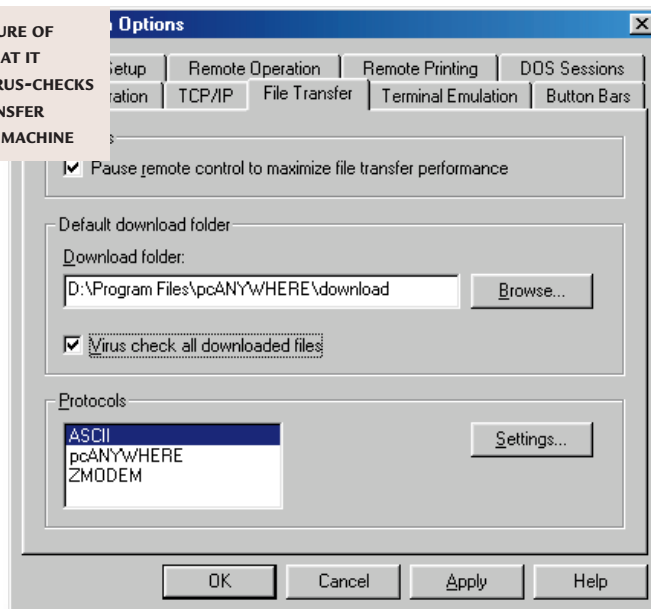 URE OF
AT IT
RUS-CHECKS
NSFER
MACHINE
Options
Setup Remote Operation Remote Printing DOS Sessions
ration TCP/IP File Transfer Terminal Emulation Button Bars
s
Pause remote control to maximize file transfer performance
Default download folder
Download folder:
D:\Program Files\pcANYWHERE\download
Browse...
Virus check all downloaded files
Protocols
ASCII
pcANYWHERE
ZMODEM
Settings...
OK Cancel Apply Help